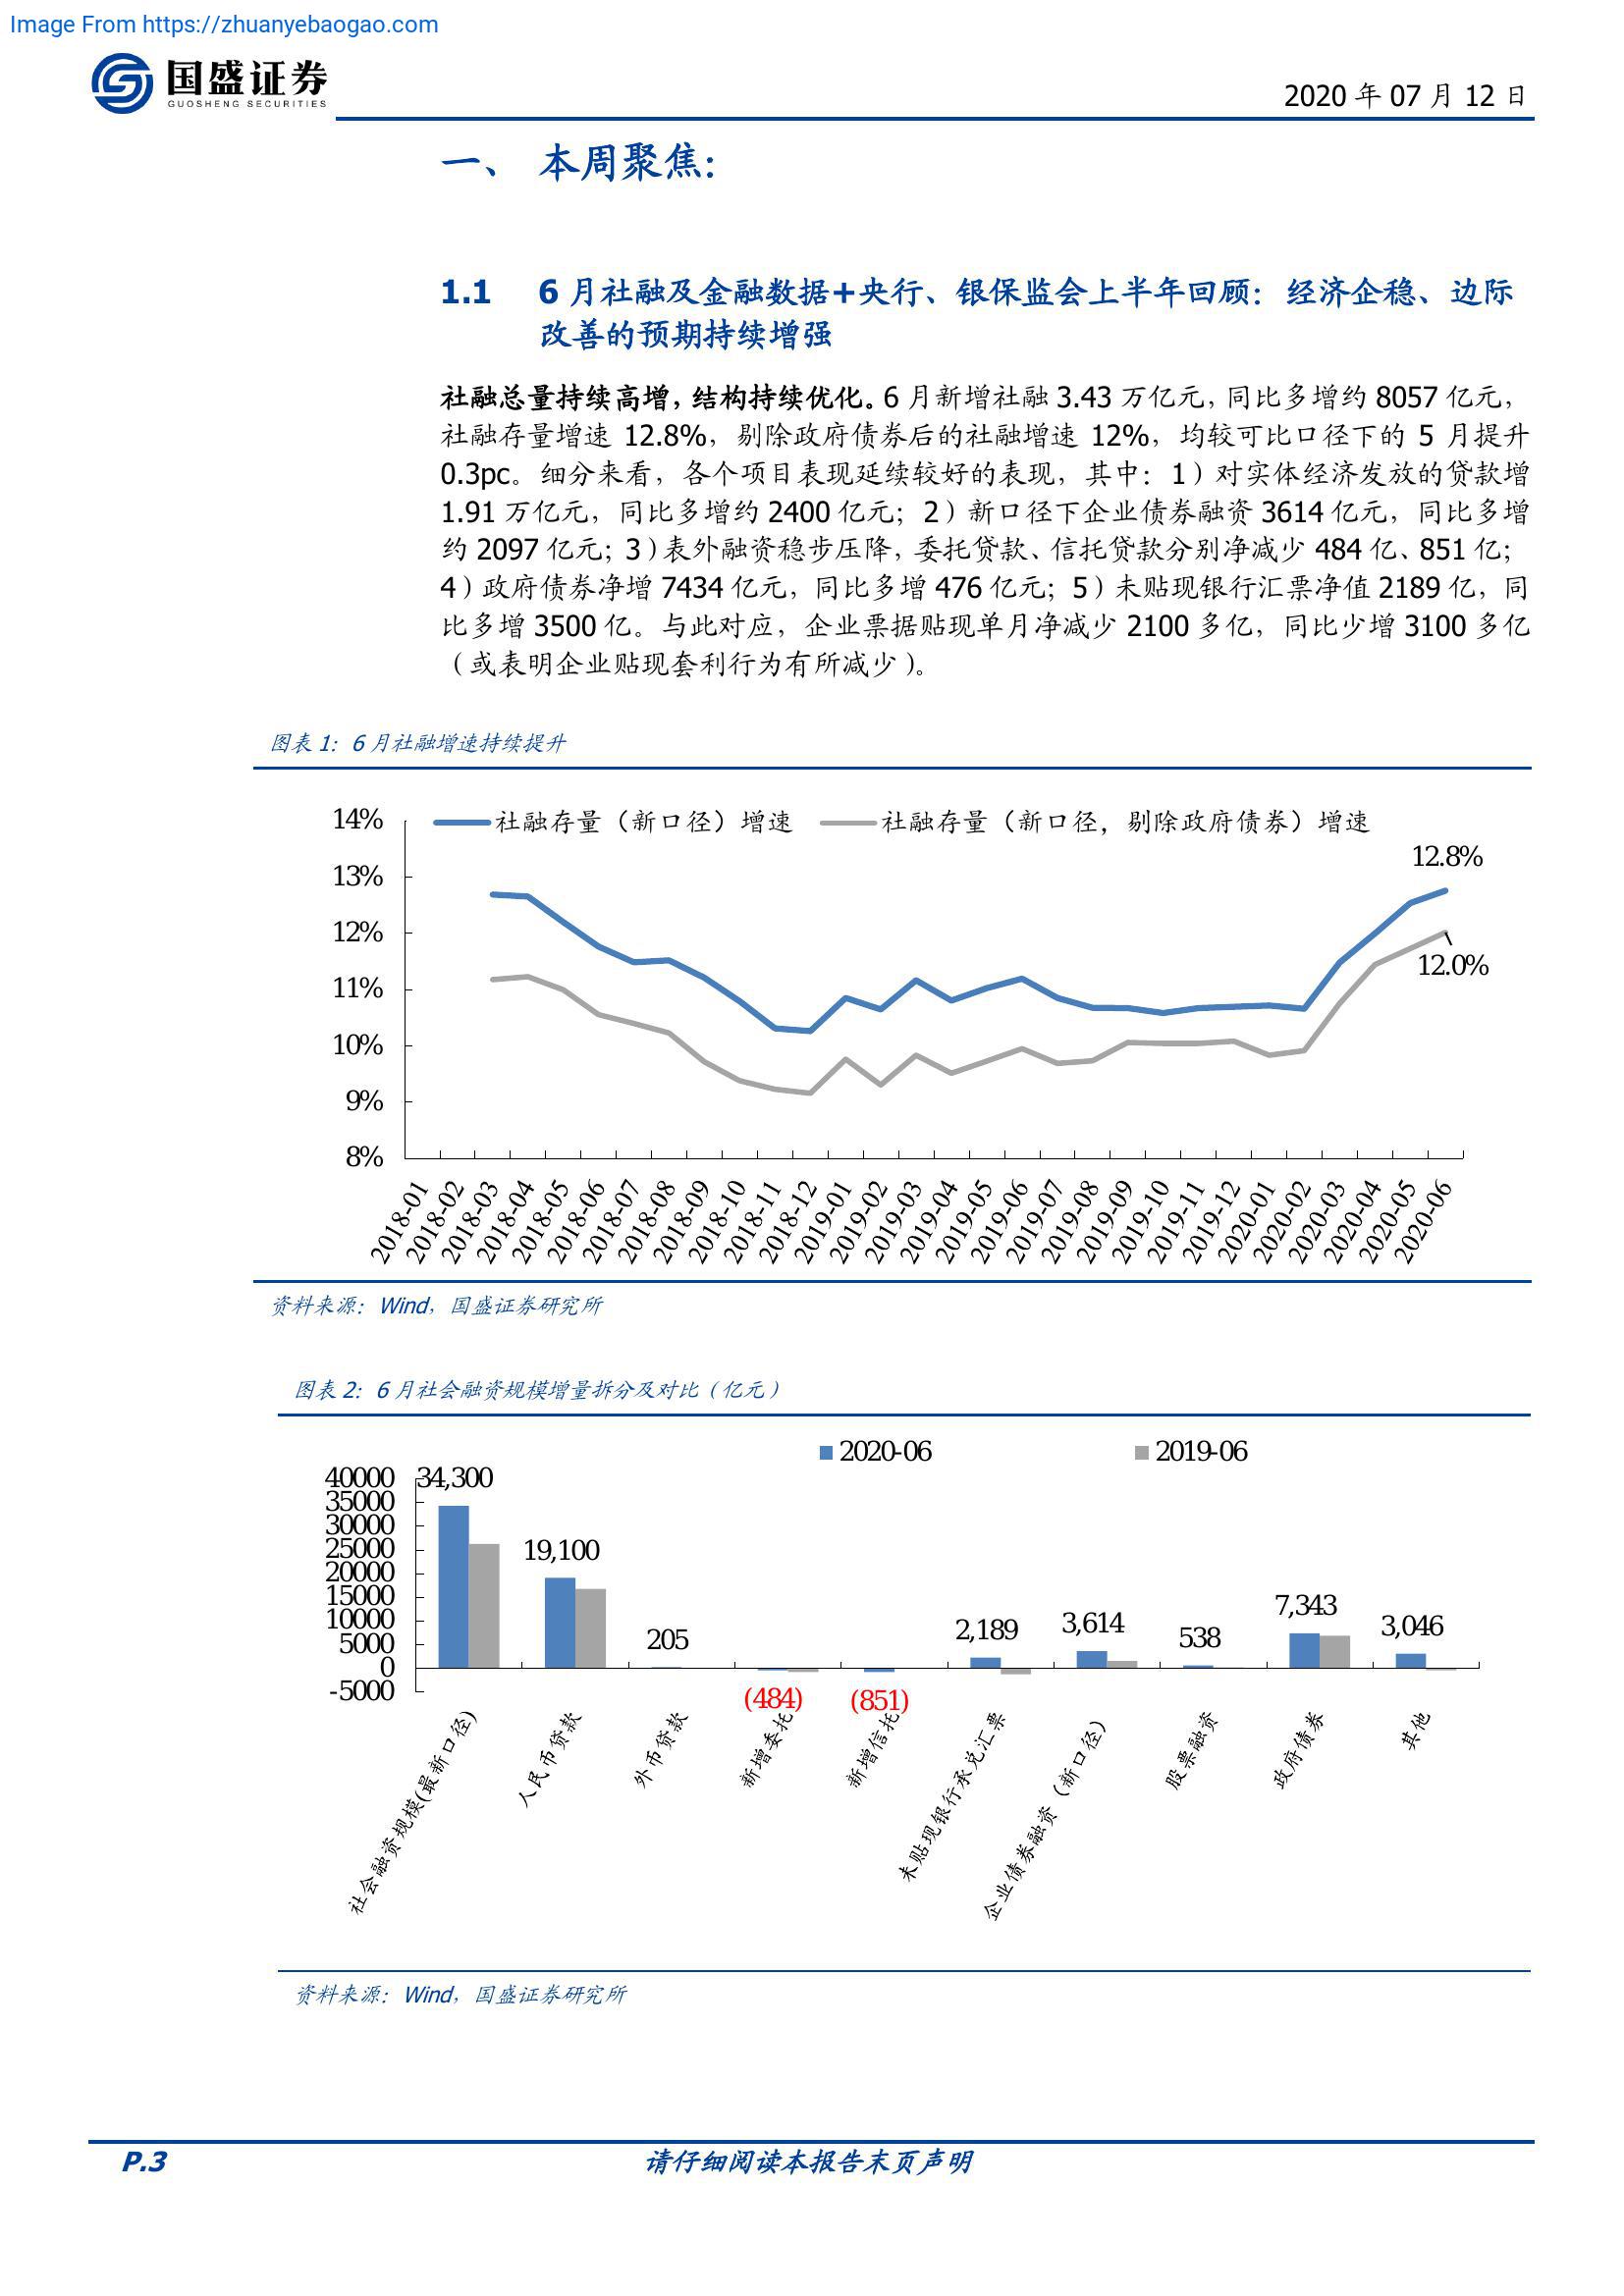 Image From https://zhuanyebaogao.com
国盛证券
GUOSHENG SECURITIES
2020 年 07 月 12 日
一、 本周聚焦：
1.1 6 月社融及金融数据+央行、银保监会上半年回顾：经济企稳、边际
改善的预期持续增强
社融总量持续高增，结构持续优化。6 月新增社融 3.43 万亿元，同比多增约 8057 亿元，
社融存量增速 12.8%，剔除政府债券后的社融增速 12%，均较可比口径下的 5 月提升
0.3pc。细分来看，各个项目表现延续较好的表现，其中：1）对实体经济发放的贷款增
1.91 万亿元，同比多增约 2400 亿元；2）新口径下企业债券融资 3614 亿元，同比多增
约 2097 亿元；3）表外融资稳步压降，委托贷款、信托贷款分别净减少 484 亿、851 亿；
4）政府债券净增 7434 亿元，同比多增 476 亿元；5）未贴现银行汇票净值 2189 亿，同
比多增 3500 亿。与此对应，企业票据贴现单月净减少 2100 多亿，同比少增 3100 多亿
（或表明企业贴现套利行为有所减少）。
图表 1：6 月社融增速持续提升
社融存量（新口径）增速
社融存量（新口径，剔除政府债券）增速
14%
13%
12%
11%
10%
9%
8%
12.8%
12.0%
2018-01
2018-02
2018-03
2018-04
2018-05
2018-06
2018-07
2018-08
2018-09
2018-10
2018-11
2018-12
2019-01
2019-02
2019-03
2019-04
2019-05
2019-06
2019-07
2019-08
2019-09
2019-10
2019-11
2019-12
2020-01
2020-02
2020-03
2020-04
2020-05
2020-06
资料来源：Wind，国盛证券研究所
图表 2：6 月社会融资规模增量拆分及对比（亿元）
2020-06
2019-06
40000
35000
30000
25000
20000
15000
10000
5000
0
-5000
34,300
19,100
205
(484)
(851)
2,189
3,614
538
7,343
3,046
社会融资规模(最新口径)
人民币贷款
外币贷款
新增委托
新增信托
未贴现银行承兑汇票
企业债券融资（新口径）
股票融资
政府债券
其他
资料来源：Wind，国盛证券研究所
P.3
请仔细阅读本报告末页声明